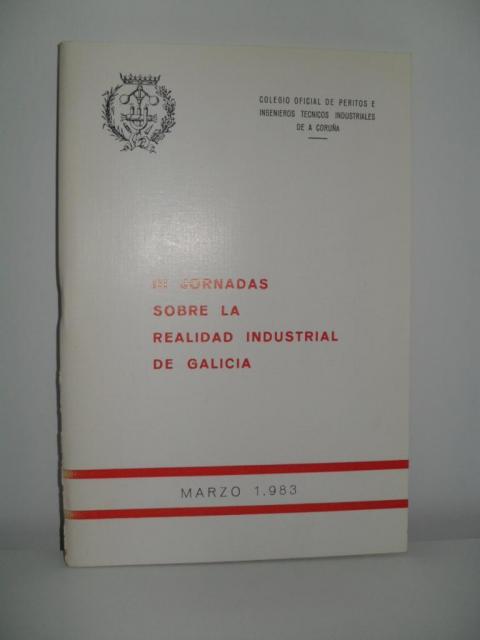 COLEGIO OFICIAL DE PERITOS E
INGENIEROS TECNICOS INDUSTRIALES
DE A CORUÑA
III JORNADAS
SOBRE LA
REALIDAD INDUSTRIAL
DE GALICIA
MARZO 1.983